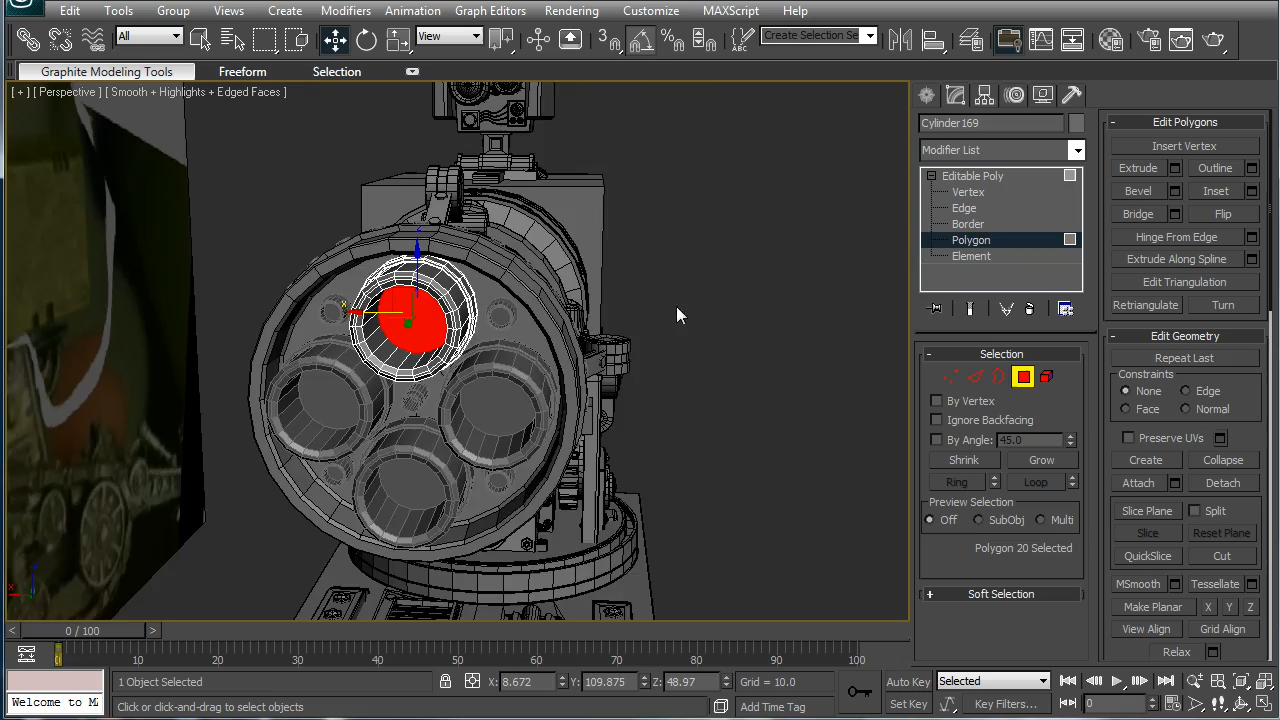 Edit Tools Group Views Create Modifiers Animation Graph Editors Rendering Customize MAXScript Help
All View Create Selection Se
Graphite Modeling Tools Freeform Selection
[ + ] [ Perspective ] [ Smooth + Highlights + Edged Faces ]
x
Cylinder169
Modifier List
Editable Poly
Vertex
Edge
Border
Polygon
Element
Selection
By Vertex
Ignore Backfacing
By Angle: 45.0
Shrink Grow
Ring Loop
Preview Selection
Off SubObj Multi
Polygon 20 Selected
Soft Selection
Edit Polygons
Insert Vertex
Extrude Outline
Bevel Inset
Bridge Flip
Hinge From Edge
Extrude Along Spline
Edit Triangulation
Retriangulate Turn
Edit Geometry
Repeat Last
Constraints
None Edge
Face Normal
Preserve UVs
Create Collapse
Attach Detach
Slice Plane Split
Slice Reset Plane
QuickSlice Cut
MSmooth Tessellate
Make Planar X Y Z
View Align Grid Align
Relax
0 / 100
10 20 30 40 50 60 70 80 90 100
1 Object Selected X: 8.672 Y: 109.875 Z: 48.97 Grid = 10.0 Auto Key Selected
Welcome to M Click or click-and-drag to select objects Add Time Tag Set Key Key Filters... 0